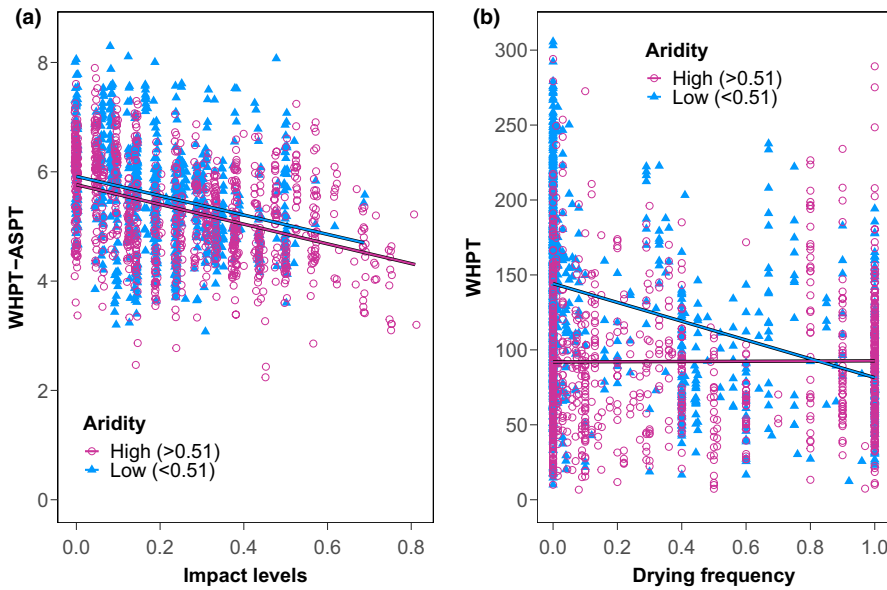 (a)
WHPT−ASPT
8
6
4
2
0
Aridity
High (>0.51)
Low (<0.51)
0.0 0.2 0.4 0.6 0.8
Impact levels
(b)
WHPT
300
250
200
150
100
50
0
Aridity
High (>0.51)
Low (<0.51)
0.0 0.2 0.4 0.6 0.8 1.0
Drying frequency